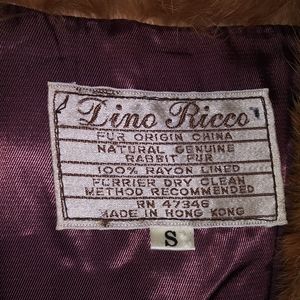 Dino Ricco
FUR ORIGIN CHINA
NATURAL GENUINE
RABBIT FUR
100% RAYON LINED
FURRIER DRY CLEAN
METHOD RECOMMENDED
RN 47346
MADE IN HONG KONG
S